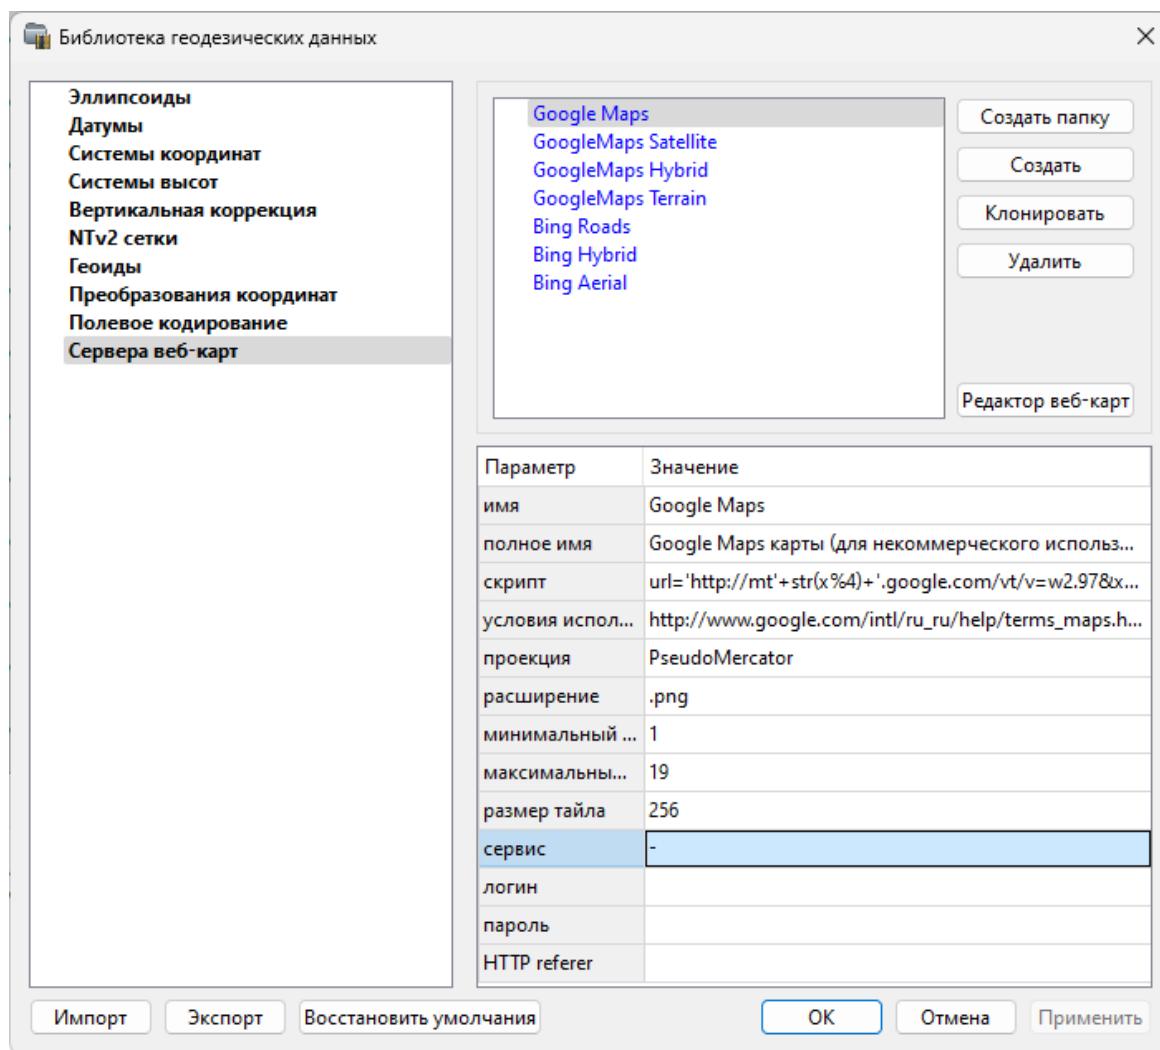 Библиотека геодезических данных
Эллипсоиды
Датумы
Системы координат
Системы высот
Вертикальная коррекция
NTv2 сетки
Геоиды
Преобразования координат
Полевое кодирование
Сервера веб-карт
Google Maps
GoogleMaps Satellite
GoogleMaps Hybrid
GoogleMaps Terrain
Bing Roads
Bing Hybrid
Bing Aerial
Создать папку
Создать
Клонировать
Удалить
Редактор веб-карт
Параметр Значение
имя Google Maps
полное имя Google Maps карты (для некоммерческого использ...
скрипт url='http://mt'+str(x%4)+'.google.com/vt/v=w2.97&x...
условия испол... http://www.google.com/intl/ru_ru/help/terms_maps.h...
проекция PseudoMercator
расширение .png
минимальный ... 1
максимальны... 19
размер тайла 256
сервис -
логин
пароль
HTTP referer
Импорт Экспорт Восстановить умолчания OK Отмена Применить